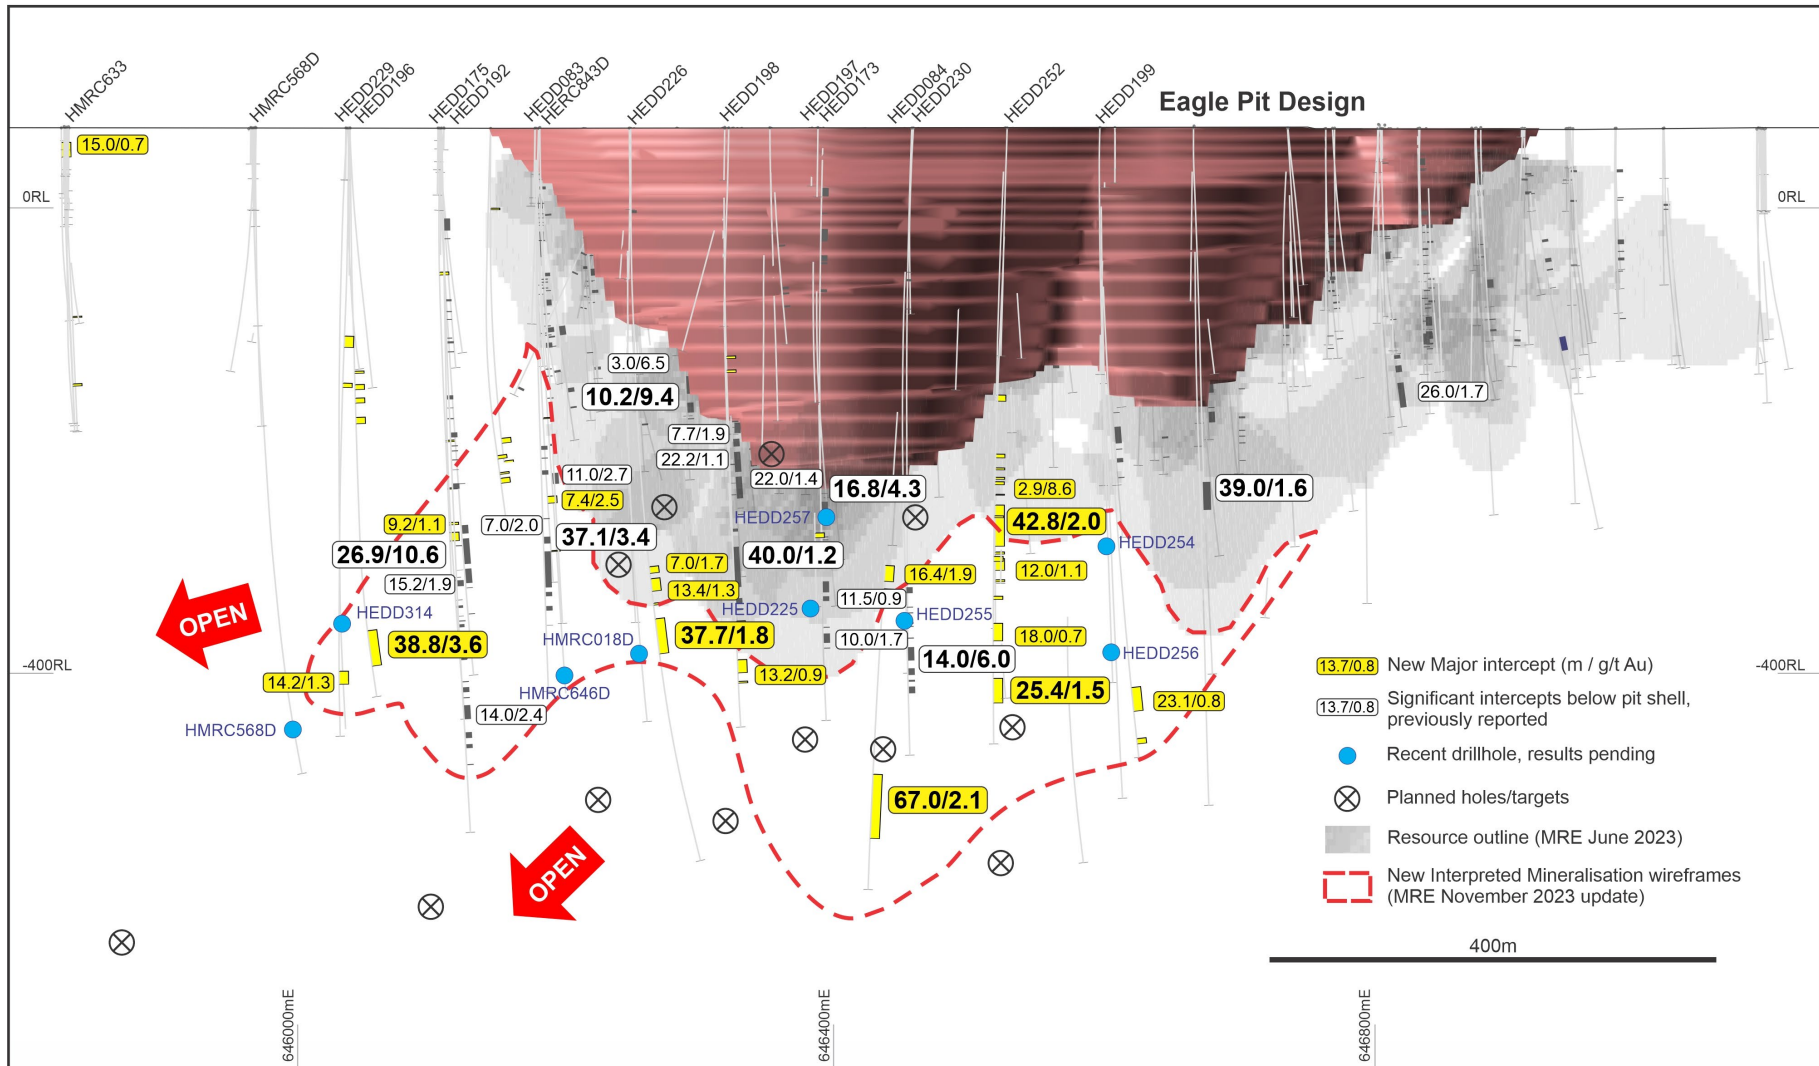 HMRC633
HMRC568D
HEDD229
HEDD196
HEDD175
HEDD192
HEDD083
HERC843D
HEDD226
HEDD198
HEDD197
HEDD173
HEDD084
HEDD230
HEDD252
HEDD199
Eagle Pit Design
15.0/0.7
0RL
0RL
3.0/6.5
10.2/9.4
26.0/1.7
7.7/1.9
22.2/1.1
11.0/2.7
22.0/1.4
16.8/4.3
2.9/8.6
39.0/1.6
7.4/2.5
9.2/1.1
7.0/2.0
HEDD257
42.8/2.0
37.1/3.4
26.9/10.6
40.0/1.2
HEDD254
7.0/1.7
16.4/1.9
12.0/1.1
15.2/1.9
13.4/1.3
11.5/0.9
OPEN
HEDD314
HEDD225
HEDD255
38.8/3.6
HMRC018D
37.7/1.8
10.0/1.7
18.0/0.7
HEDD256
14.0/6.0
-400RL
-400RL
14.2/1.3
HMRC646D
13.2/0.9
25.4/1.5
23.1/0.8
14.0/2.4
HMRC568D
67.0/2.1
OPEN
13.7/0.8 New Major intercept (m / g/t Au)
13.7/0.8 Significant intercepts below pit shell,
previously reported
Recent drillhole, results pending
Planned holes/targets
Resource outline (MRE June 2023)
New Interpreted Mineralisation wireframes
(MRE November 2023 update)
400m
646000mE
646400mE
646800mE